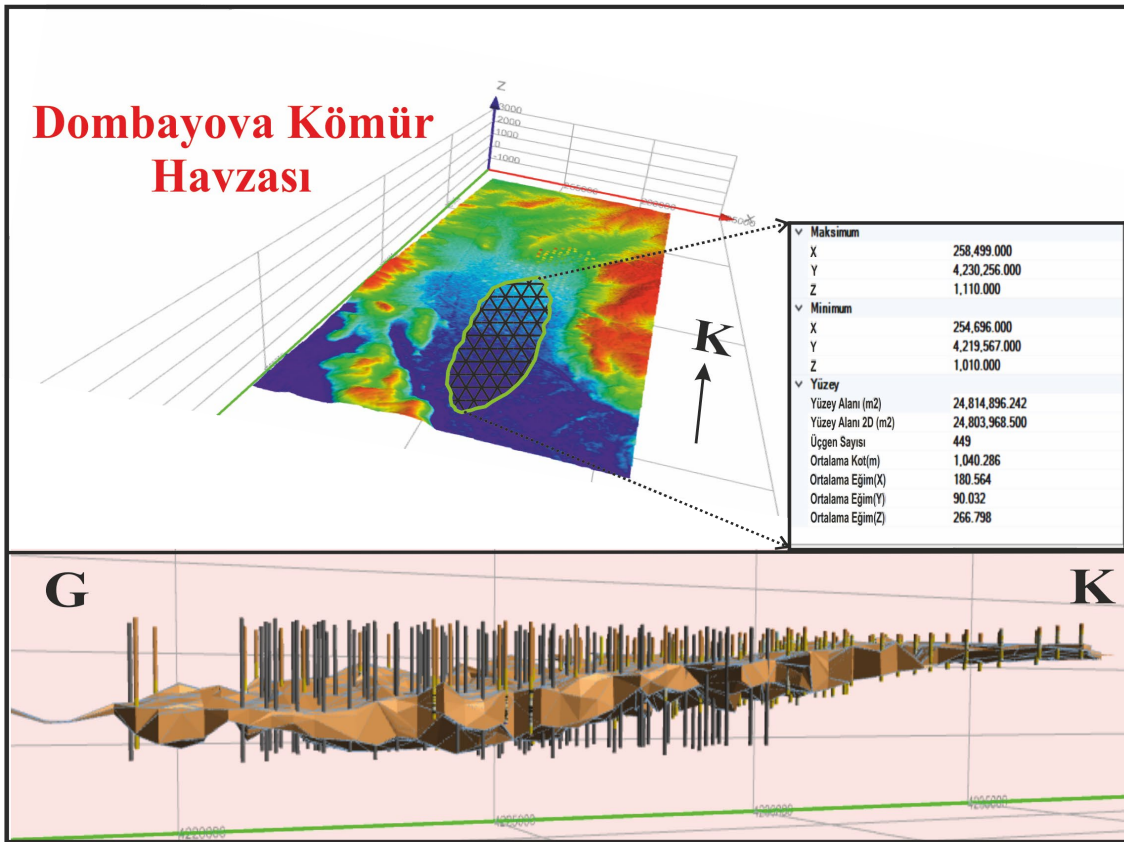 Dombayova Kömür
Havzası
Z
3000
2000
1000
0
-1000
X
K
Maksimum
X 258,499.000
Y 4,230,256.000
Z 1,110.000
Minimum
X 254,696.000
Y 4,219,567.000
Z 1,010.000
Yüzey
Yüzey Alanı (m2) 24,814,896.242
Yüzey Alanı 2D (m2) 24,803,968.500
Üçgen Sayısı 449
Ortalama Kot(m) 1,040.286
Ortalama Eğim(X) 180.564
Ortalama Eğim(Y) 90.032
Ortalama Eğim(Z) 266.798
G
K
4220000
4225000